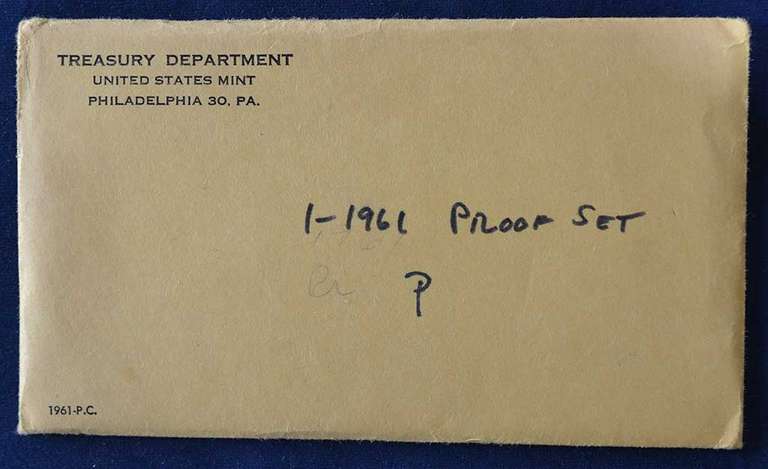 TREASURY DEPARTMENT
UNITED STATES MINT
PHILADELPHIA 30, PA.
1-1961 PROOF SET
P
1961-P.C.